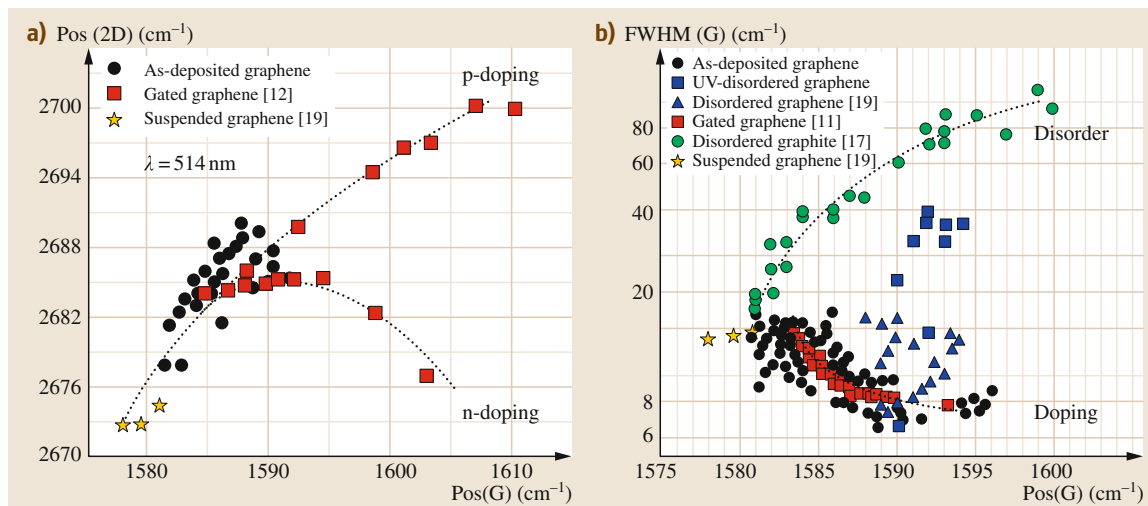 a) Pos (2D) (cm⁻¹)
As-deposited graphene
Gated graphene [12]
Suspended graphene [19]
p-doping
λ = 514 nm
n-doping
2700
2694
2688
2682
2676
2670
1580 1590 1600 1610
Pos(G) (cm⁻¹)
b) FWHM (G) (cm⁻¹)
As-deposited graphene
UV-disordered graphene
Disordered graphene [19]
Gated graphene [11]
Disordered graphite [17]
Suspended graphene [19]
Disorder
Doping
80
60
40
20
8
6
1575 1580 1585 1590 1595 1600
Pos(G) (cm⁻¹)